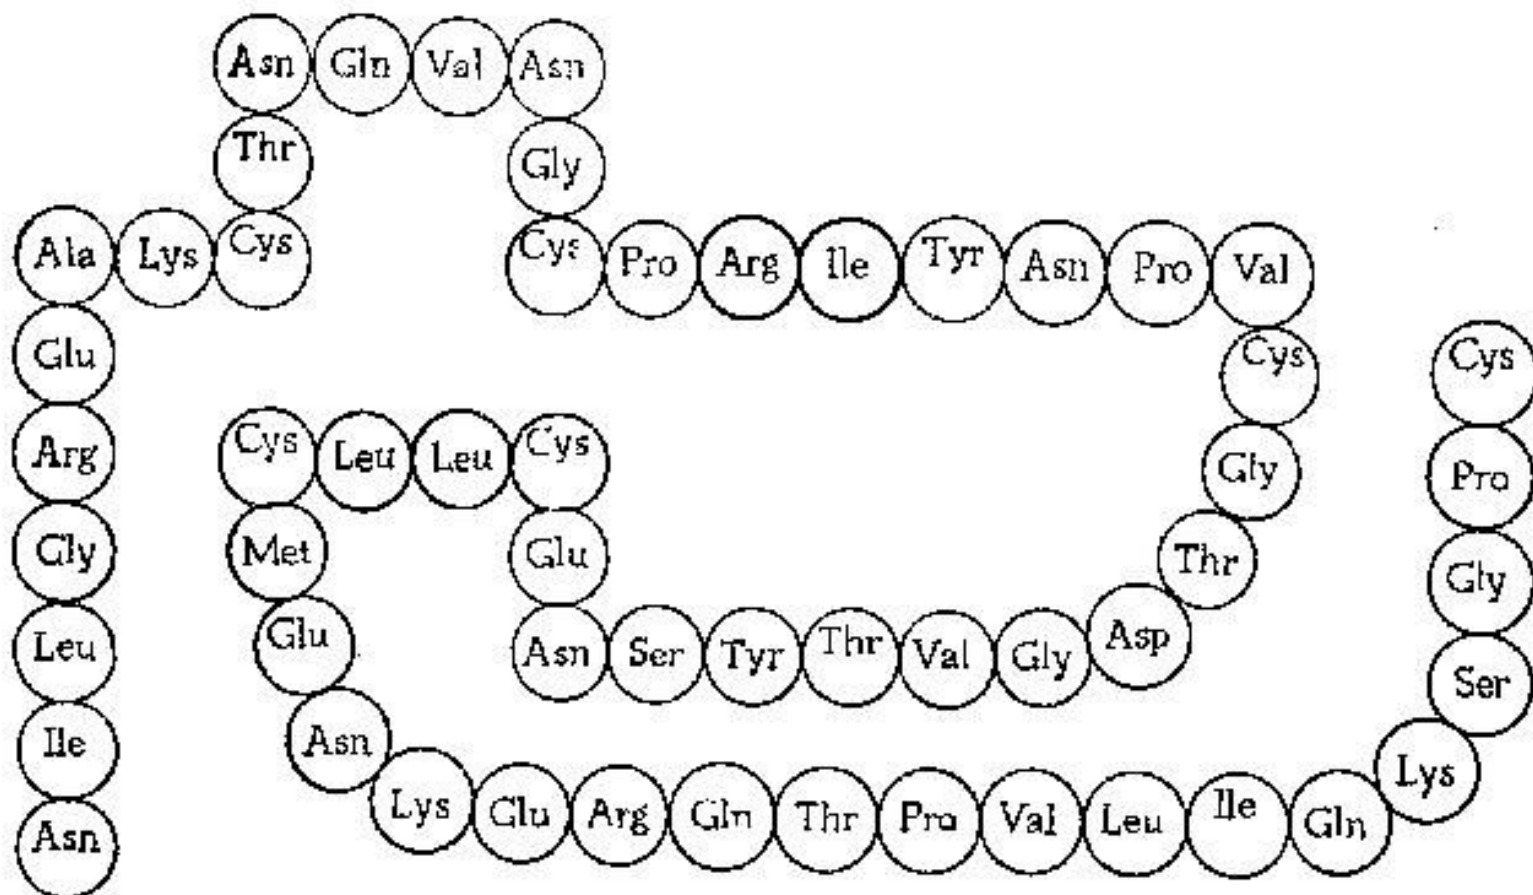 Asn Gln Val Asn
Thr Gly
Ala Lys Cys Cys Pro Arg Ile Tyr Asn Pro Val
Glu Cys Cys
Arg Cys Leu Leu Cys Gly Pro
Gly Met Glu Thr Gly
Leu Glu Asn Ser Tyr Thr Val Gly Asp Ser
Ile Asn Lys
Asn Lys Glu Arg Gln Thr Pro Val Leu Ile Gln